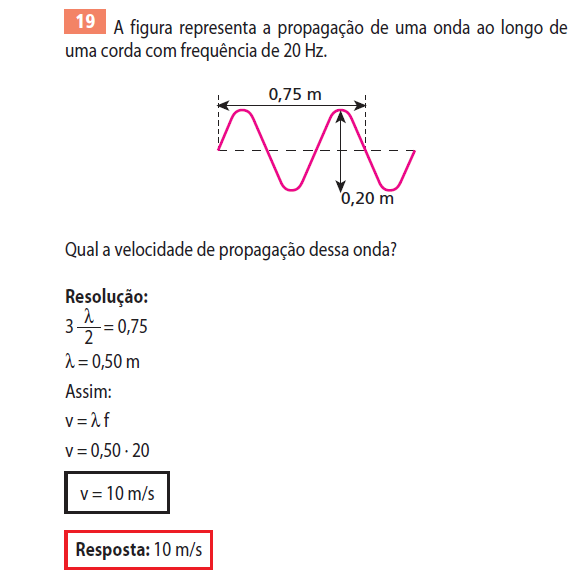 19 A figura representa a propagação de uma onda ao longo de
uma corda com frequência de 20 Hz.
0,75 m
0,20 m
Qual a velocidade de propagação dessa onda?
Resolução:
3 λ/2 = 0,75
λ = 0,50 m
Assim:
v = λ f
v = 0,50 · 20
v = 10 m/s
Resposta: 10 m/s